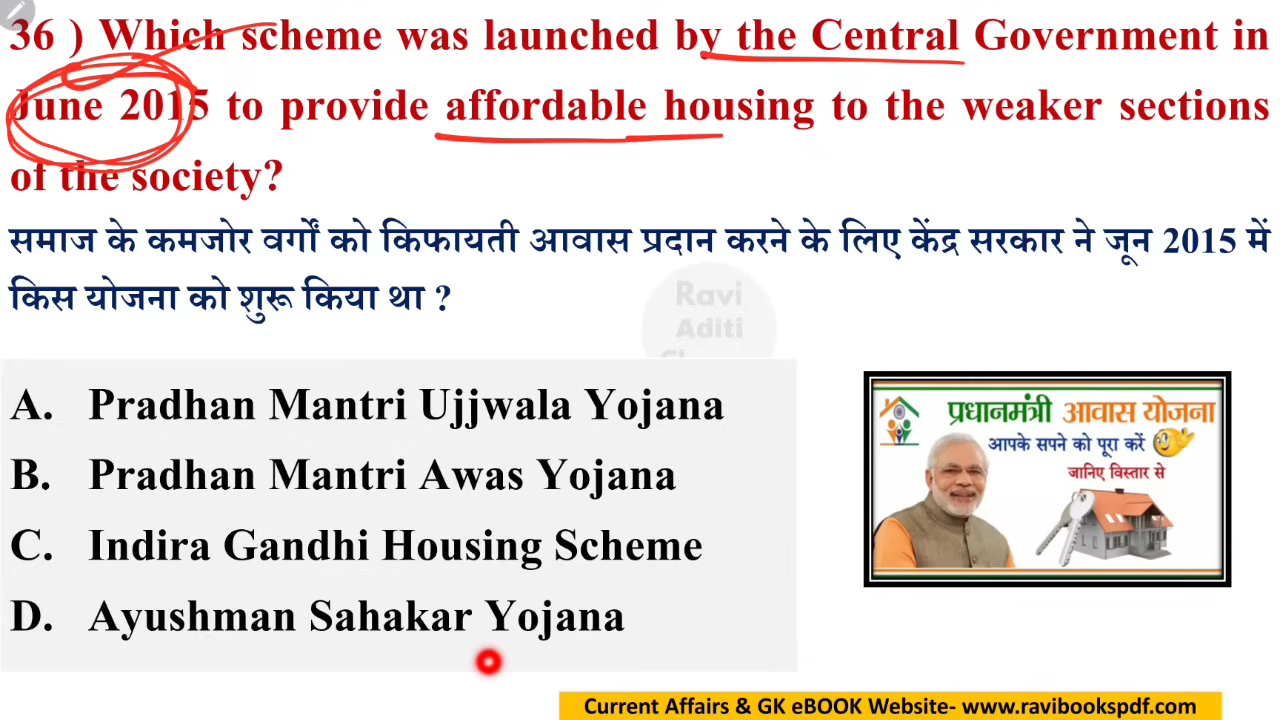 36 ) Which scheme was launched by the Central Government in
June 2015 to provide affordable housing to the weaker sections
of the society?
समाज के कमजोर वर्गों को किफायती आवास प्रदान करने के लिए केंद्र सरकार ने जून 2015 में
किस योजना को शुरू किया था ?
Ravi
Aditi
A. Pradhan Mantri Ujjwala Yojana
B. Pradhan Mantri Awas Yojana
C. Indira Gandhi Housing Scheme
D. Ayushman Sahakar Yojana
प्रधानमंत्री आवास योजना
आपके सपने को पूरा करें
जानिए विस्तार से
Current Affairs & GK eBOOK Website- www.ravibookspdf.com